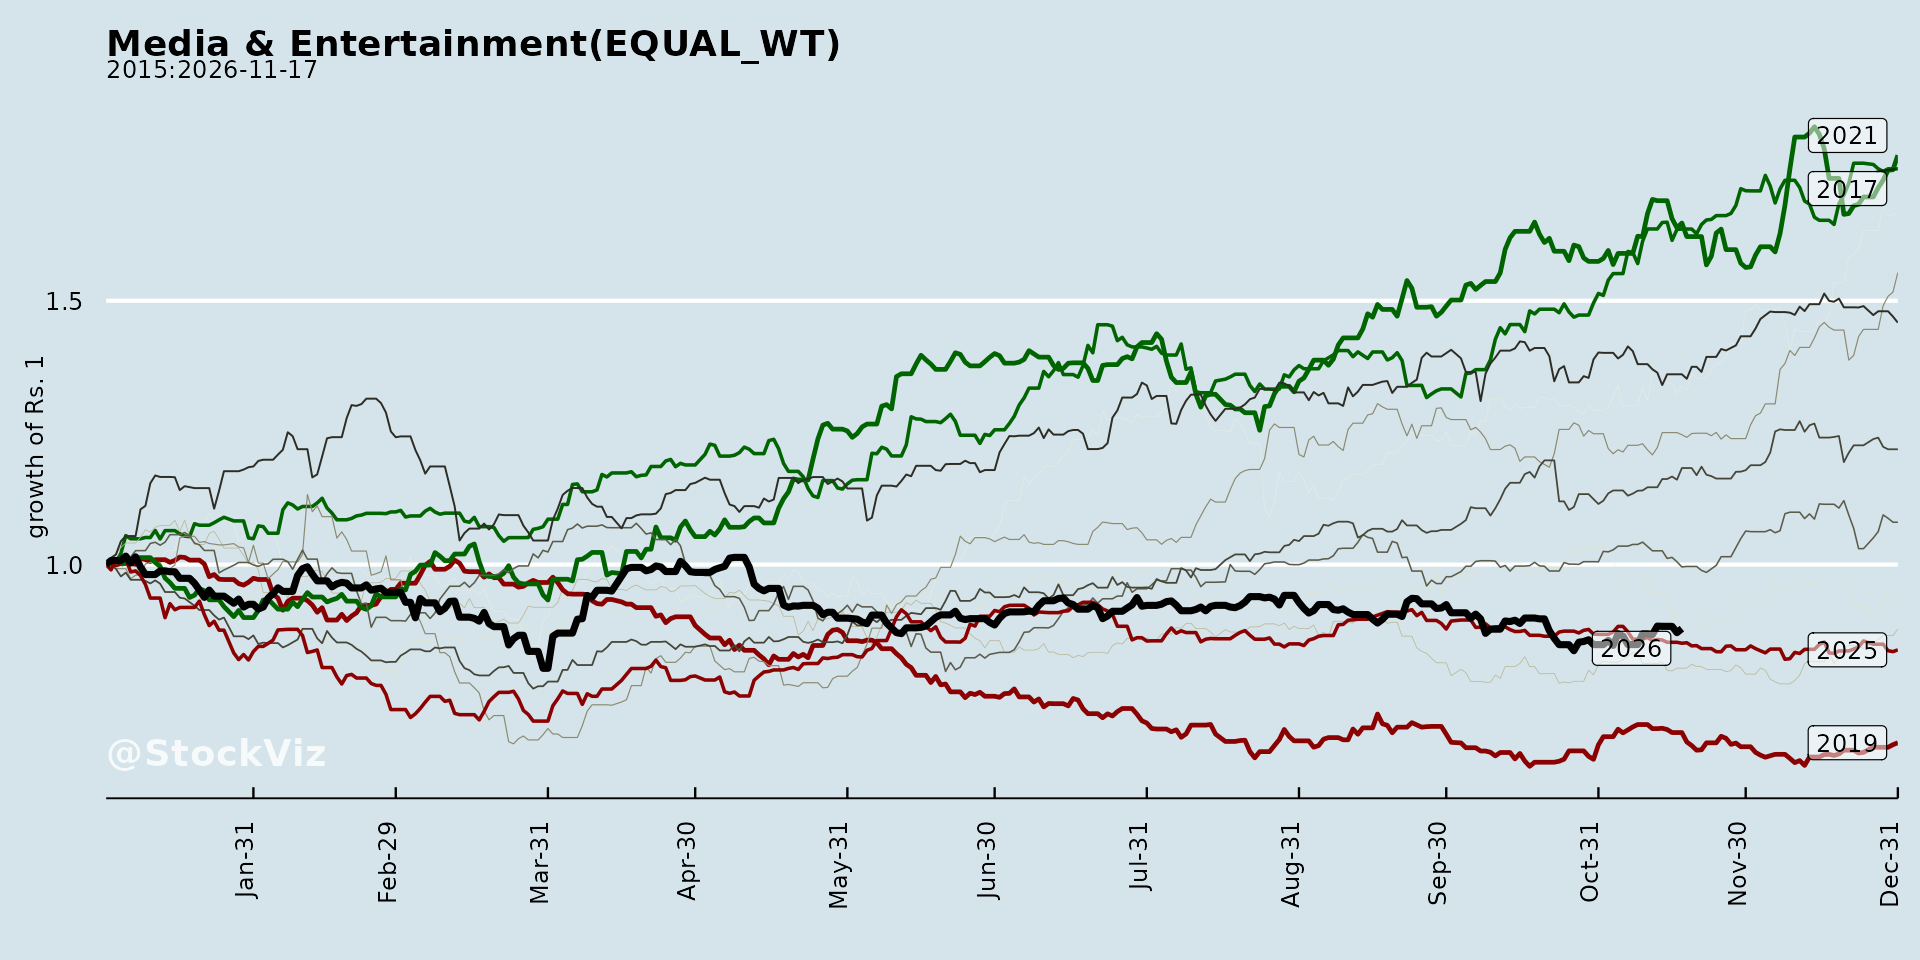 Media & Entertainment(EQUAL_WT)
2015:2026-11-17
growth of Rs. 1
1.5
1.0
2021
2017
2026
2025
2019
@StockViz
Jan-31
Feb-29
Mar-31
Apr-30
May-31
Jun-30
Jul-31
Aug-31
Sep-30
Oct-31
Nov-30
Dec-31